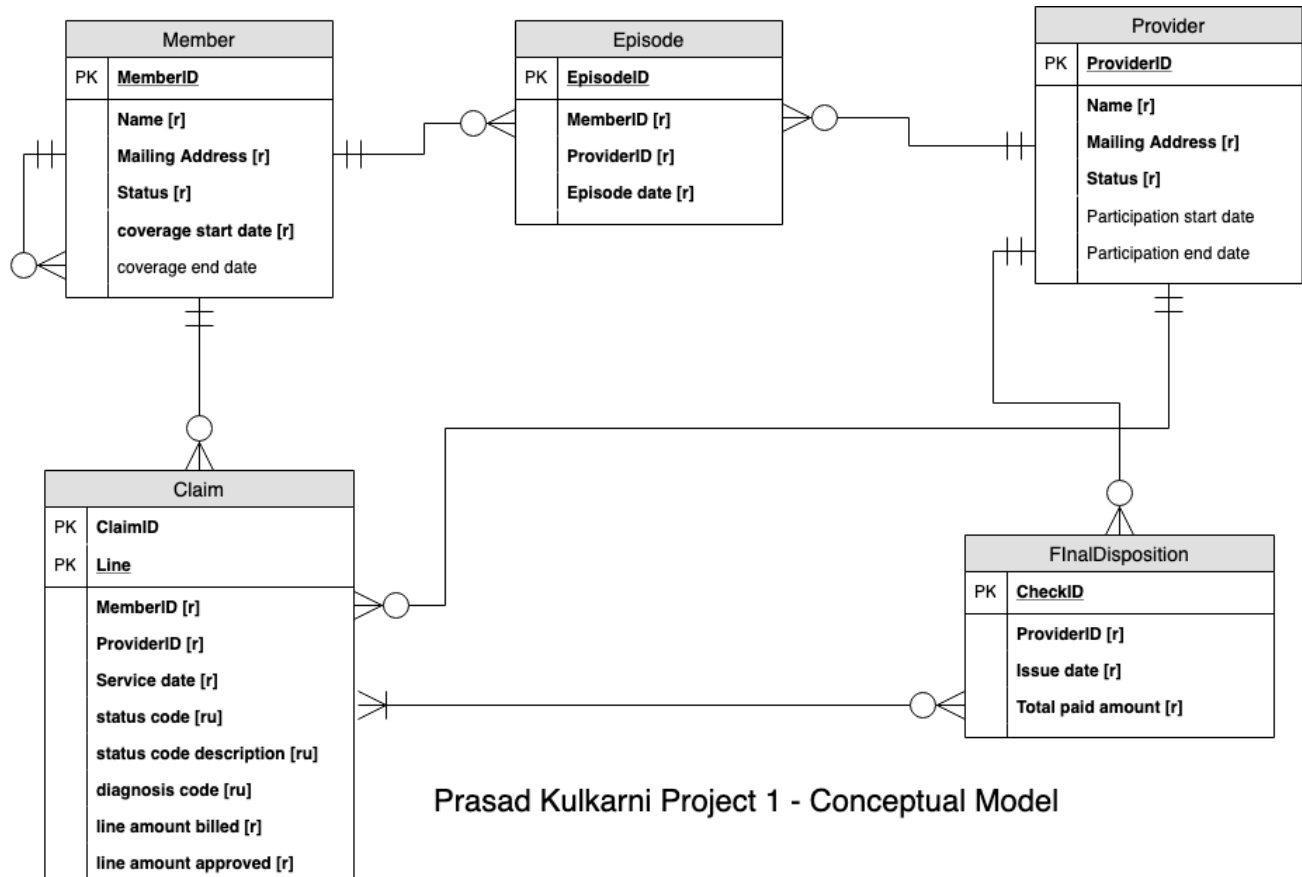 Member
PK MemberID
Name [r]
Mailing Address [r]
Status [r]
coverage start date [r]
coverage end date
Episode
PK EpisodeID
MemberID [r]
ProviderID [r]
Episode date [r]
Provider
PK ProviderID
Name [r]
Mailing Address [r]
Status [r]
Participation start date
Participation end date
Claim
PK ClaimID
PK Line
MemberID [r]
ProviderID [r]
Service date [r]
status code [ru]
status code description [ru]
diagnosis code [ru]
line amount billed [r]
line amount approved [r]
FInalDisposition
PK CheckID
ProviderID [r]
Issue date [r]
Total paid amount [r]
Prasad Kulkarni Project 1 - Conceptual Model